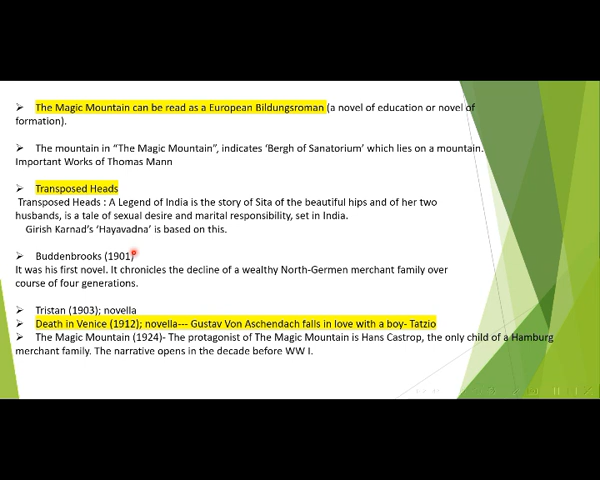 ➢ The Magic Mountain can be read as a European Bildungsroman (a novel of education or novel of
formation).
➢ The mountain in “The Magic Mountain”, indicates ‘Bergh of Sanatorium’ which lies on a mountain.
Important Works of Thomas Mann
➢ Transposed Heads
Transposed Heads : A Legend of India is the story of Sita of the beautiful hips and of her two
husbands, is a tale of sexual desire and marital responsibility, set in India.
Girish Karnad’s ‘Hayavadna’ is based on this.
➢ Buddenbrooks (1901)
It was his first novel. It chronicles the decline of a wealthy North-Germen merchant family over
course of four generations.
➢ Tristan (1903); novella
➢ Death in Venice (1912); novella--- Gustav Von Aschendach falls in love with a boy- Tatzio
➢ The Magic Mountain (1924)- The protagonist of The Magic Mountain is Hans Castrop, the only child of a Hamburg
merchant family. The narrative opens in the decade before WW I.